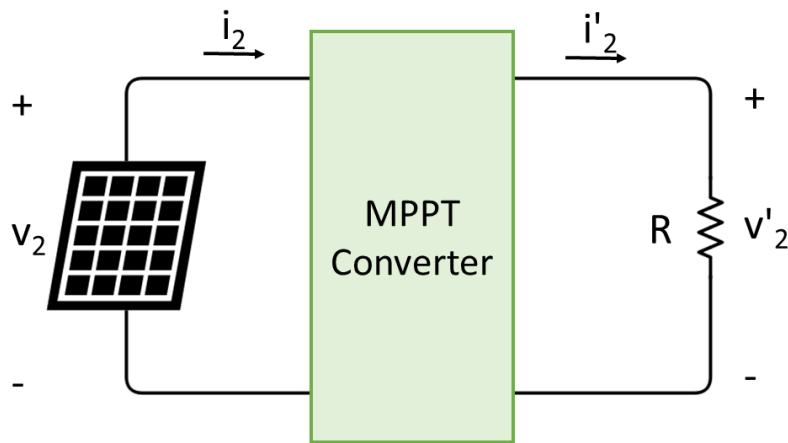 i₂
i'₂
+
+
v₂
MPPT
Converter
R
v'₂
-
-